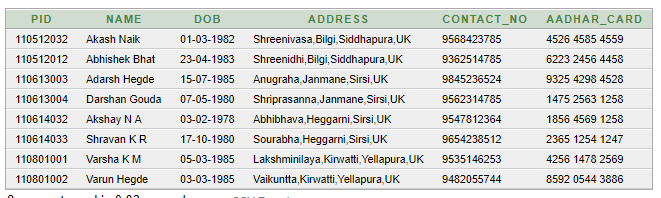 PID NAME DOB ADDRESS CONTACT_NO AADHAR_CARD
110512032 Akash Naik 01-03-1982 Shreenivasa,Bilgi,Siddhapura,UK 9568423785 4526 4585 4559
110512012 Abhishek Bhat 23-04-1983 Shreenidhi,Bilgi,Siddhapura,UK 9362514785 6223 2456 4458
110613003 Adarsh Hegde 15-07-1985 Anugraha,Janmane,Sirsi,UK 9845236524 9325 4298 4528
110613004 Darshan Gouda 07-05-1980 Shriprasanna,Janmane,Sirsi,UK 9562314785 1475 2563 1258
110614032 Akshay N A 03-02-1978 Abhibhava,Heggarni,Sirsi,UK 9547812364 1856 4569 1258
110614033 Shravan K R 17-10-1980 Sourabha,Heggarni,Sirsi,UK 9654238512 2365 1254 1247
110801001 Varsha K M 05-03-1985 Lakshminilaya,Kirwatti,Yellapura,UK 9535146253 4256 1478 2569
110801002 Varun Hegde 03-03-1985 Vaikuntta,Kirwatti,Yellapura,UK 9482055744 8592 0544 3886